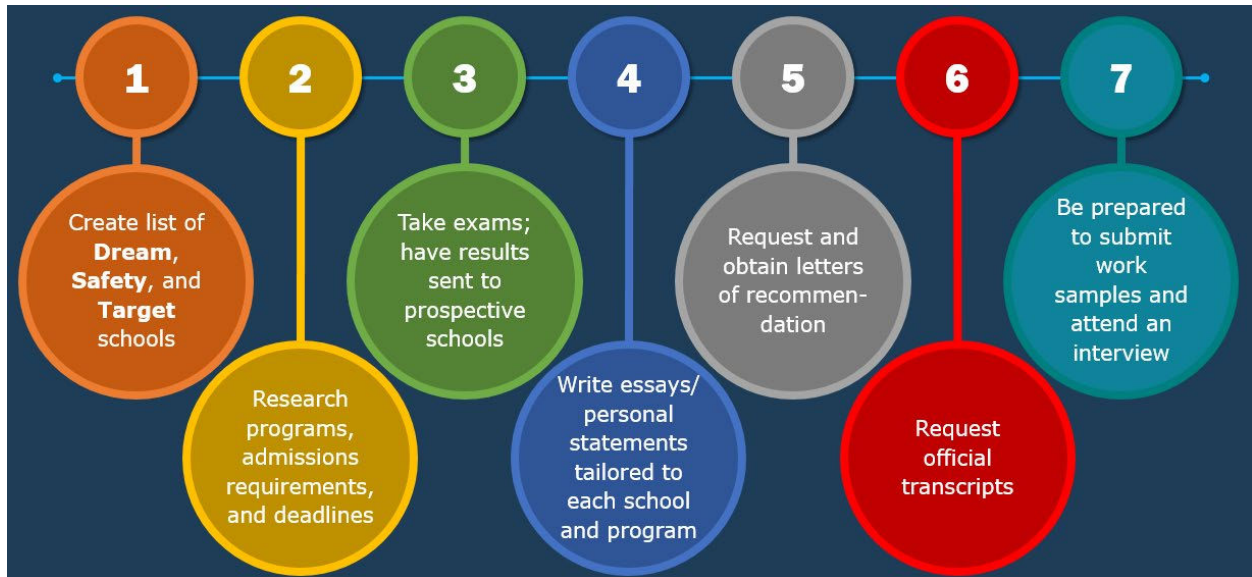 1
2
3
4
5
6
7
Create list of
Dream,
Safety, and
Target
schools
Research
programs,
admissions
requirements,
and deadlines
Take exams;
have results
sent to
prospective
schools
Write essays/
personal
statements
tailored to
each school
and program
Request and
obtain letters
of recommen-
dation
Request
official
transcripts
Be prepared
to submit
work
samples and
attend an
interview